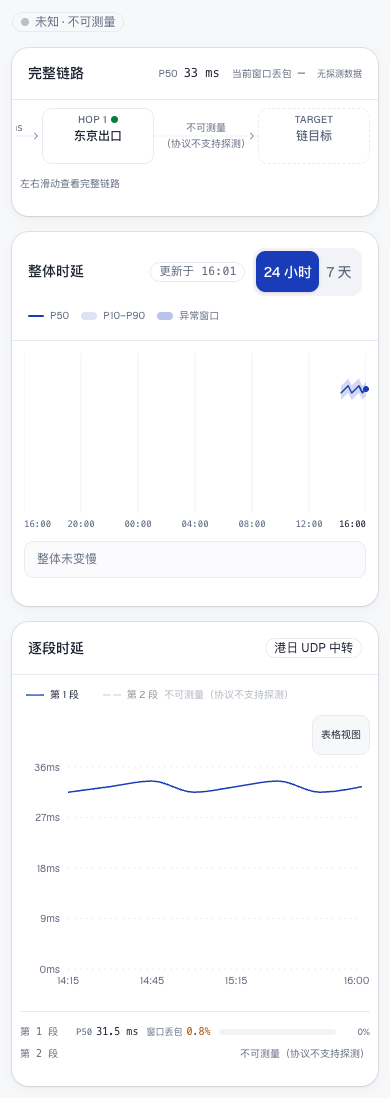 未知 · 不可测量
完整链路
P50 33 ms 当前窗口丢包 — 无探测数据
HOP 1
东京出口
不可测量
(协议不支持探测)
TARGET
链目标
左右滑动查看完整链路
整体时延
更新于 16:01
24 小时
7 天
P50 P10–P90 异常窗口
16:00 20:00 00:00 04:00 08:00 12:00 16:00
整体未变慢
逐段时延
港日 UDP 中转
第 1 段 第 2 段 不可测量（协议不支持探测）
表格视图
36ms
27ms
18ms
9ms
0ms
14:15 14:45 15:15 16:00
第 1 段 P50 31.5 ms 窗口丢包 0.8% 0%
第 2 段 不可测量（协议不支持探测）